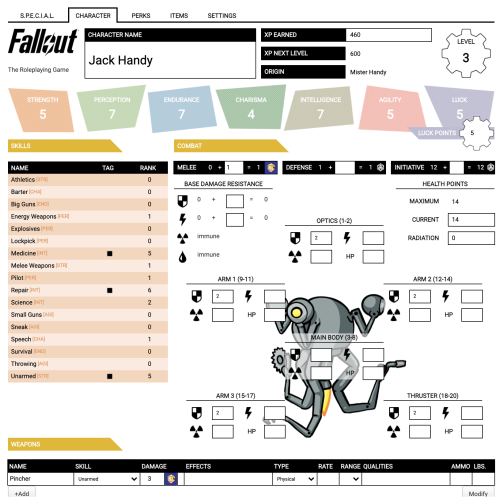 S.P.E.C.I.A.L. CHARACTER PERKS ITEMS SETTINGS
Fallout
The Roleplaying Game
CHARACTER NAME
Jack Handy
XP EARNED 460
XP NEXT LEVEL 600
ORIGIN Mister Handy
LEVEL
3
STRENGTH PERCEPTION ENDURANCE CHARISMA INTELLIGENCE AGILITY LUCK
5 7 7 4 7 5 5
LUCK POINTS 5
SKILLS
COMBAT
NAME TAG RANK
Athletics [STR] 0
Barter [CHA] 0
Big Guns [END] 0
Energy Weapons [PER] 1
Explosives [PER] 0
Lockpick [PER] 0
Medicine [INT] 5
Melee Weapons [STR] 1
Pilot [PER] 1
Repair [INT] 6
Science [INT] 2
Small Guns [AGI] 0
Sneak [AGI] 0
Speech [CHA] 1
Survival [END] 0
Throwing [AGI] 0
Unarmed [STR] 5
MELEE 0 + 1 = 1
DEFENSE 1 + = 1
INITIATIVE 12 + = 12
BASE DAMAGE RESISTANCE
0 + = 0
0 + = 0
immune
immune
HEALTH POINTS
MAXIMUM 14
CURRENT 14
RADIATION 0
OPTICS (1-2)
2
HP
ARM 1 (9-11)
2
HP
ARM 2 (12-14)
2
HP
MAIN BODY (3-8)
2
HP
ARM 3 (15-17)
2
HP
THRUSTER (18-20)
2
HP
WEAPONS
NAME SKILL DAMAGE EFFECTS TYPE RATE RANGE QUALITIES AMMO LBS.
Pincher Unarmed 3 Physical
+Add Modify